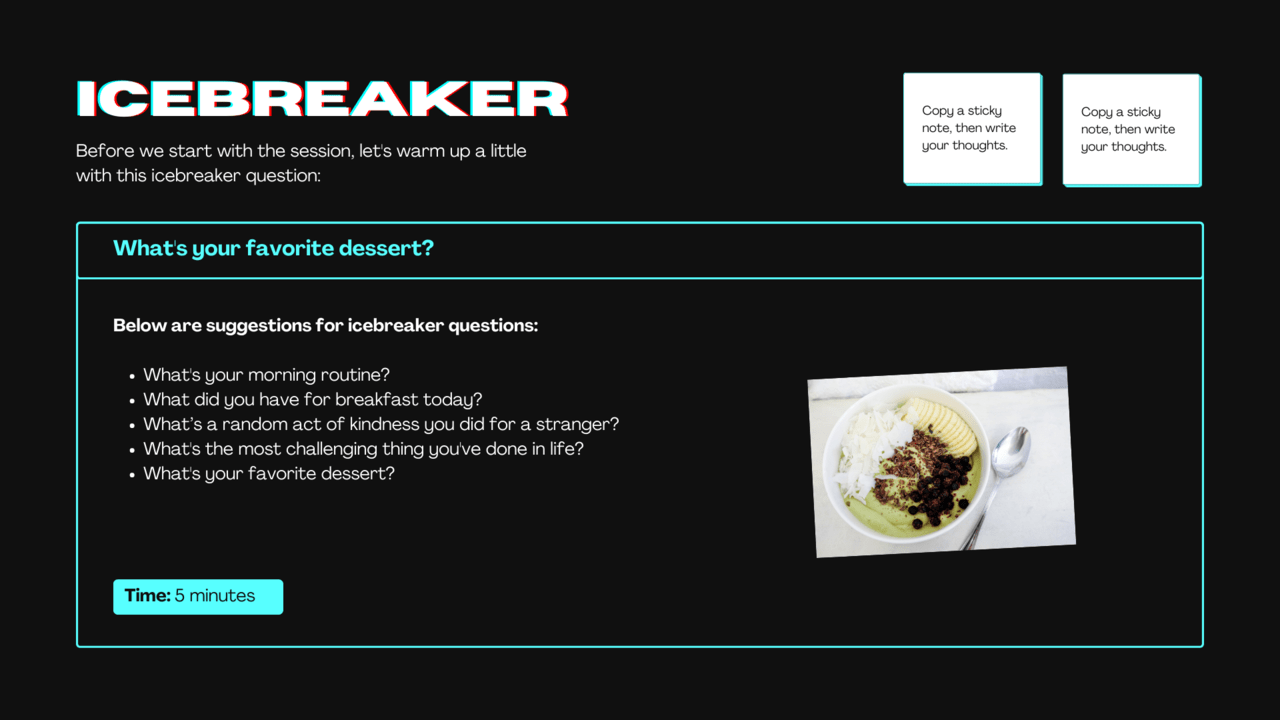 ICEBREAKER
Before we start with the session, let's warm up a little
with this icebreaker question:
Copy a sticky
note, then write
your thoughts.
Copy a sticky
note, then write
your thoughts.
What's your favorite dessert?
Below are suggestions for icebreaker questions:
• What's your morning routine?
• What did you have for breakfast today?
• What’s a random act of kindness you did for a stranger?
• What's the most challenging thing you've done in life?
• What's your favorite dessert?
Time: 5 minutes